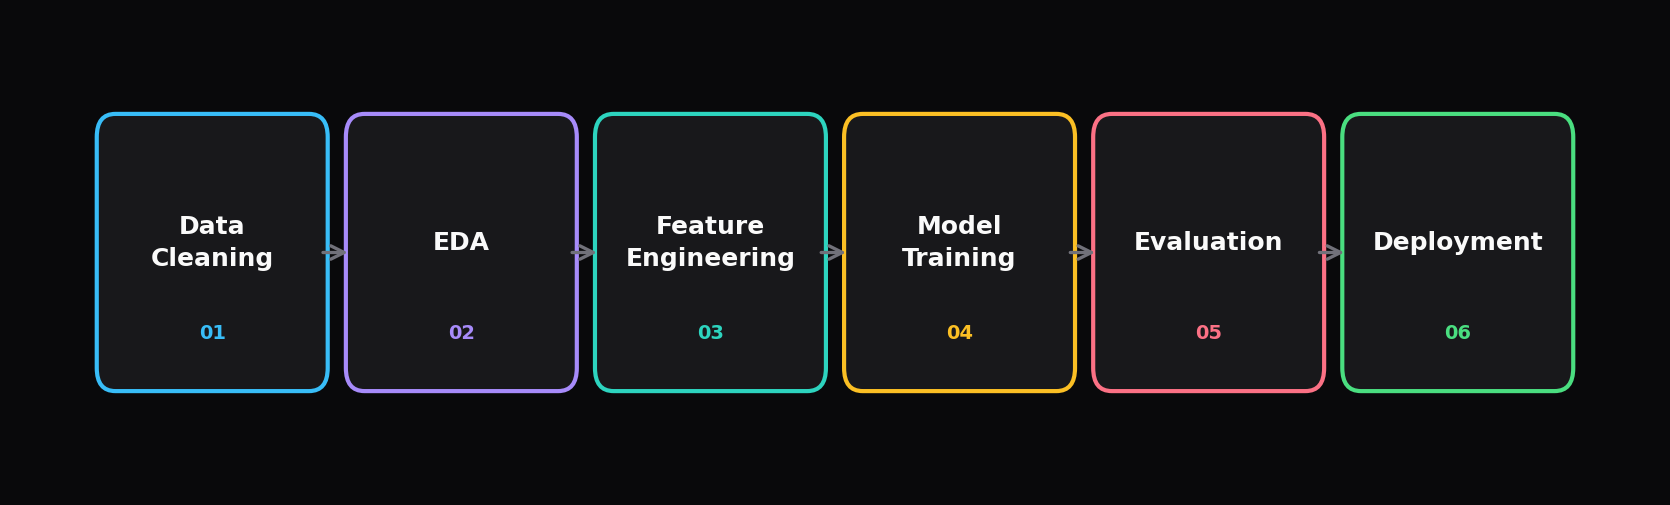 Data
Cleaning
01
EDA
02
Feature
Engineering
03
Model
Training
04
Evaluation
05
Deployment
06